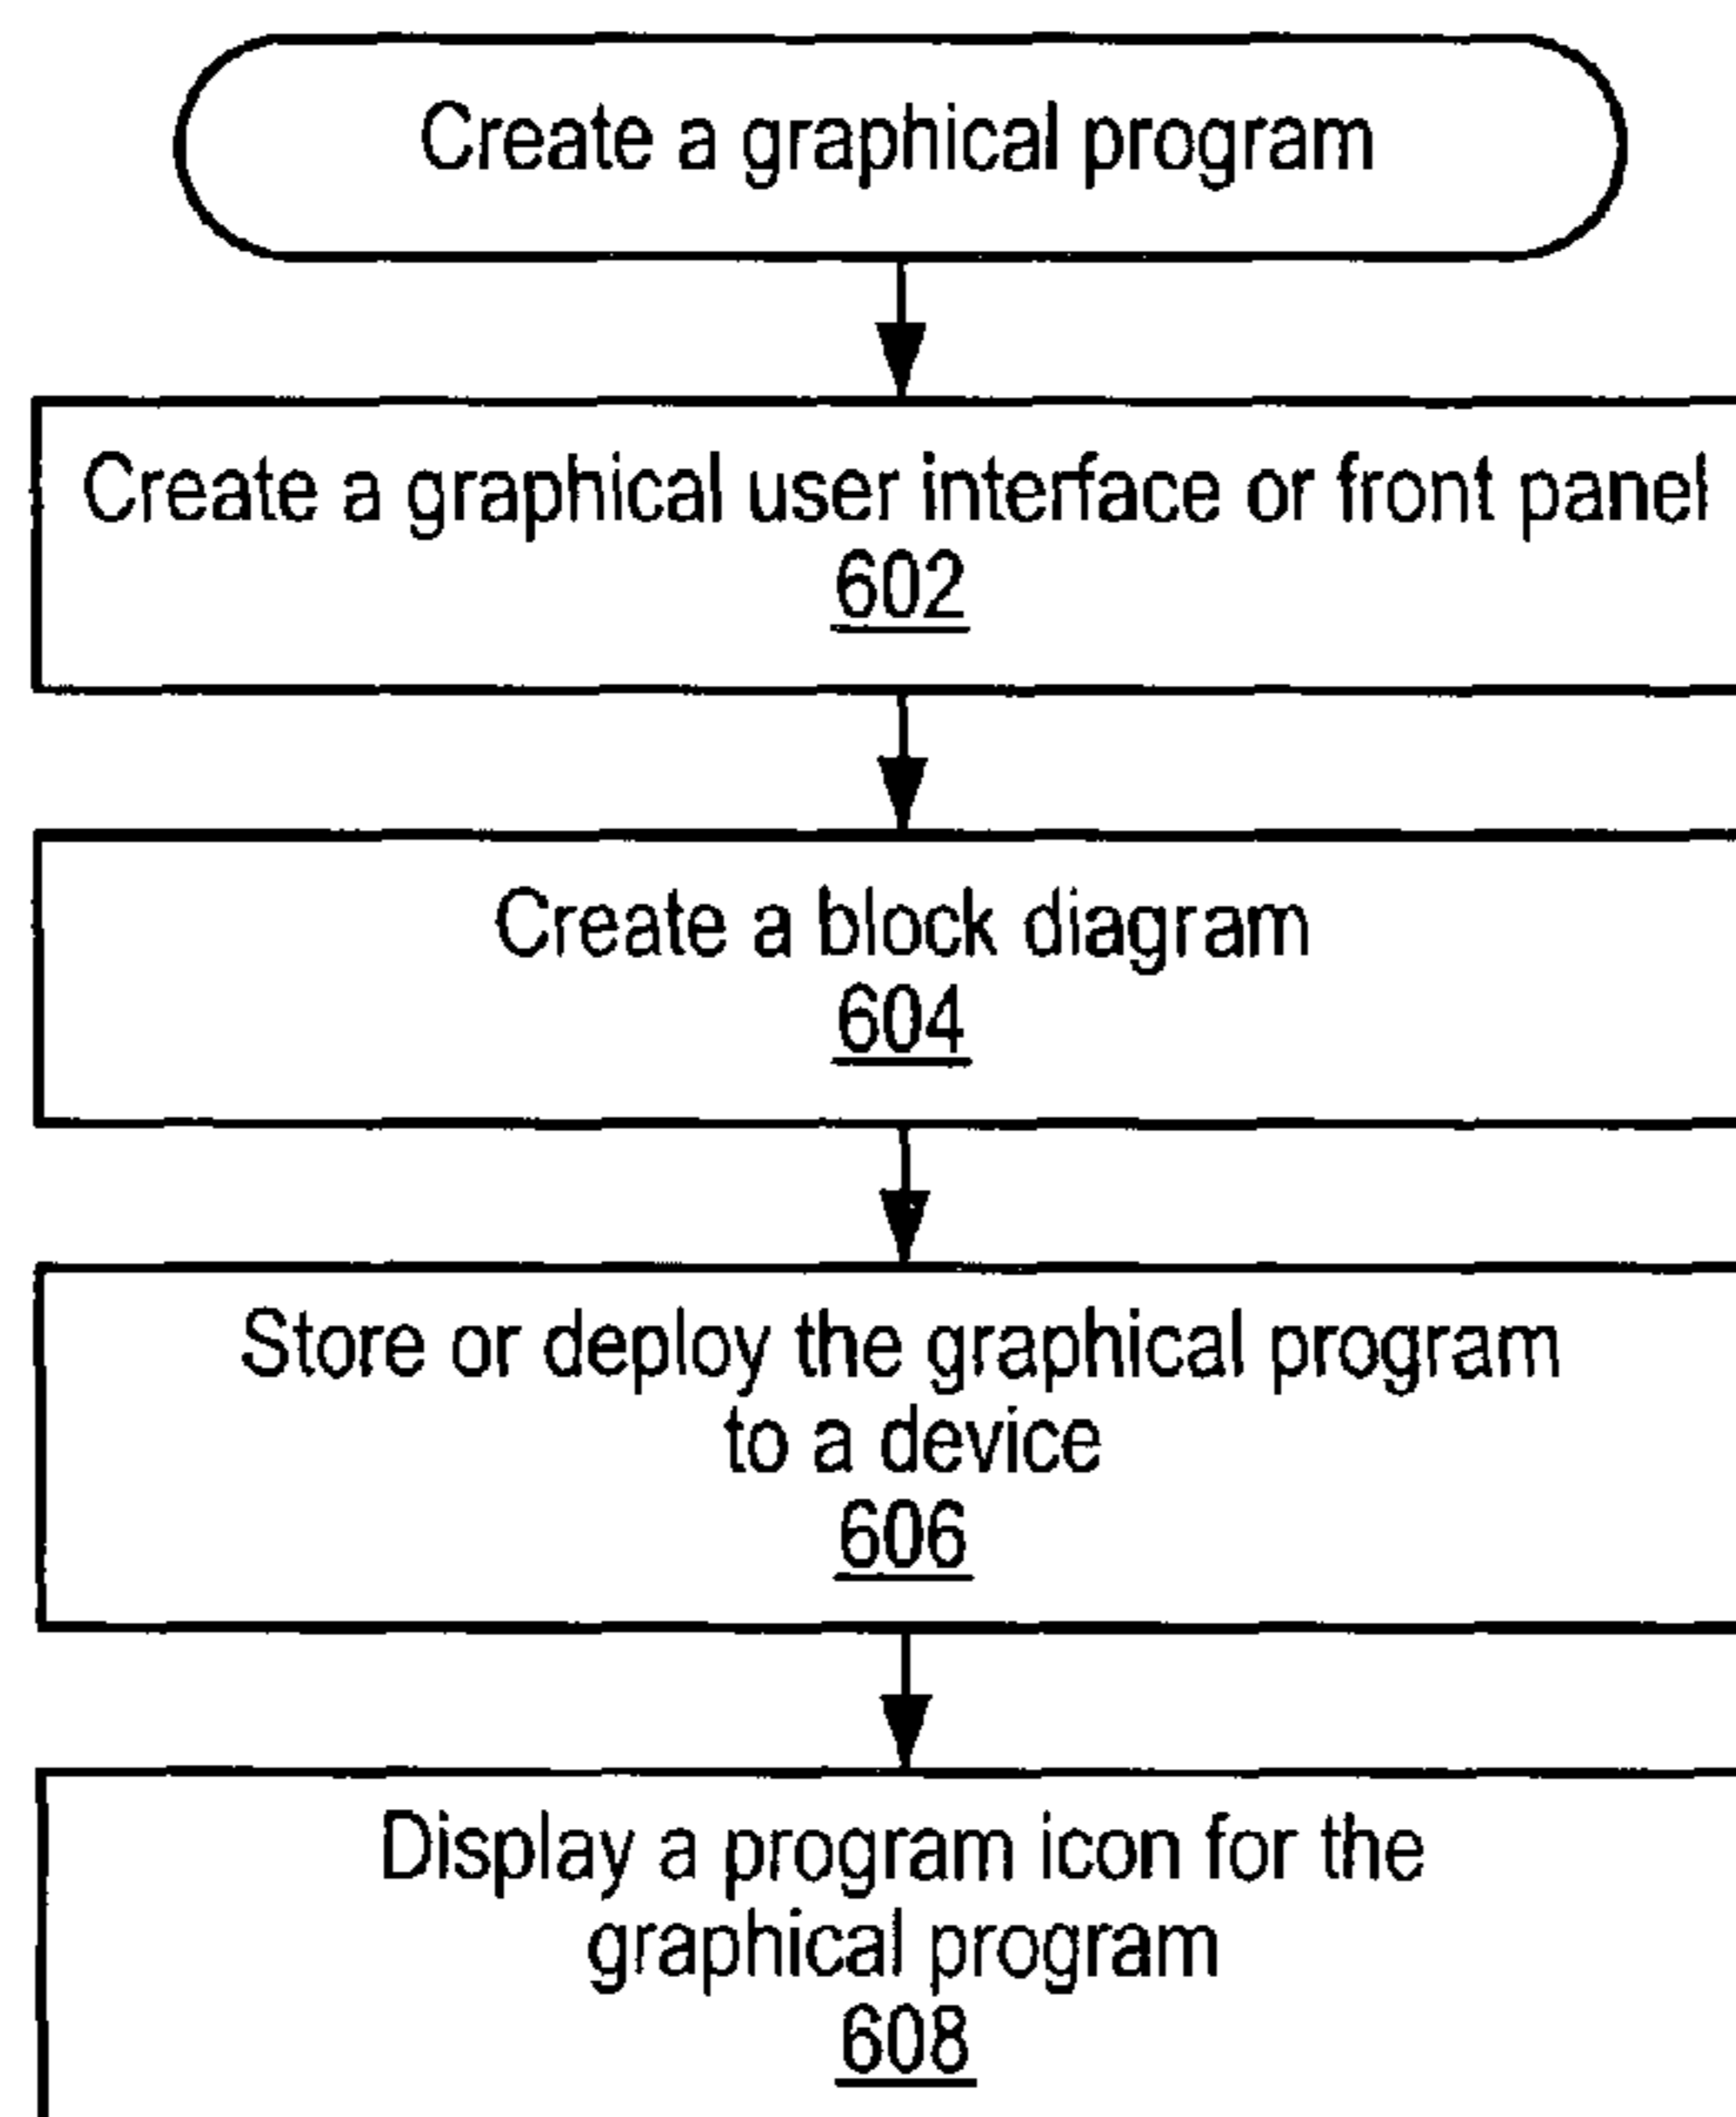 Create a graphical program
Create a graphical user interface or front panel
602
Create a block diagram
604
Store or deploy the graphical program
to a device
606
Display a program icon for the
graphical program
608